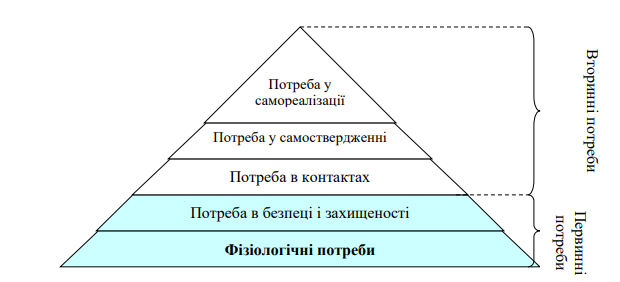 Потреба у
самореалізації
Потреба у самоствердженні
Потреба в контактах
Потреба в безпеці і захищеності
Фізіологічні потреби
Вторинні потреби
Первинні
потреби